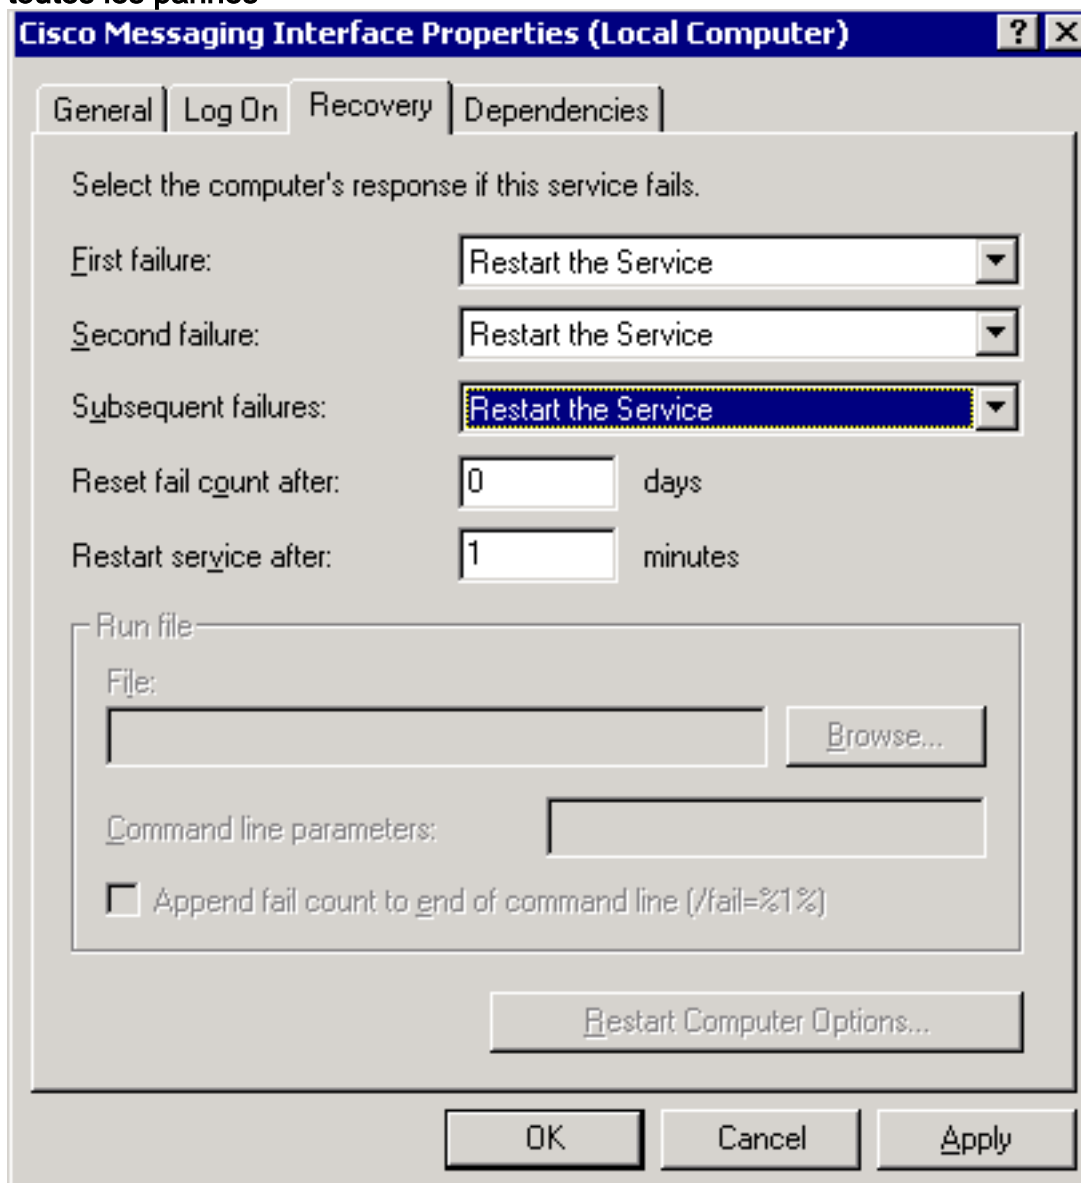 toutes les pannes
Cisco Messaging Interface Properties (Local Computer)
General Log On Recovery Dependencies
Select the computer's response if this service fails.
First failure: Restart the Service
Second failure: Restart the Service
Subsequent failures: Restart the Service
Reset fail count after: 0 days
Restart service after: 1 minutes
Run file
File:
Browse...
Command line parameters:
Append fail count to end of command line (/fail=%1%)
Restart Computer Options...
OK Cancel Apply